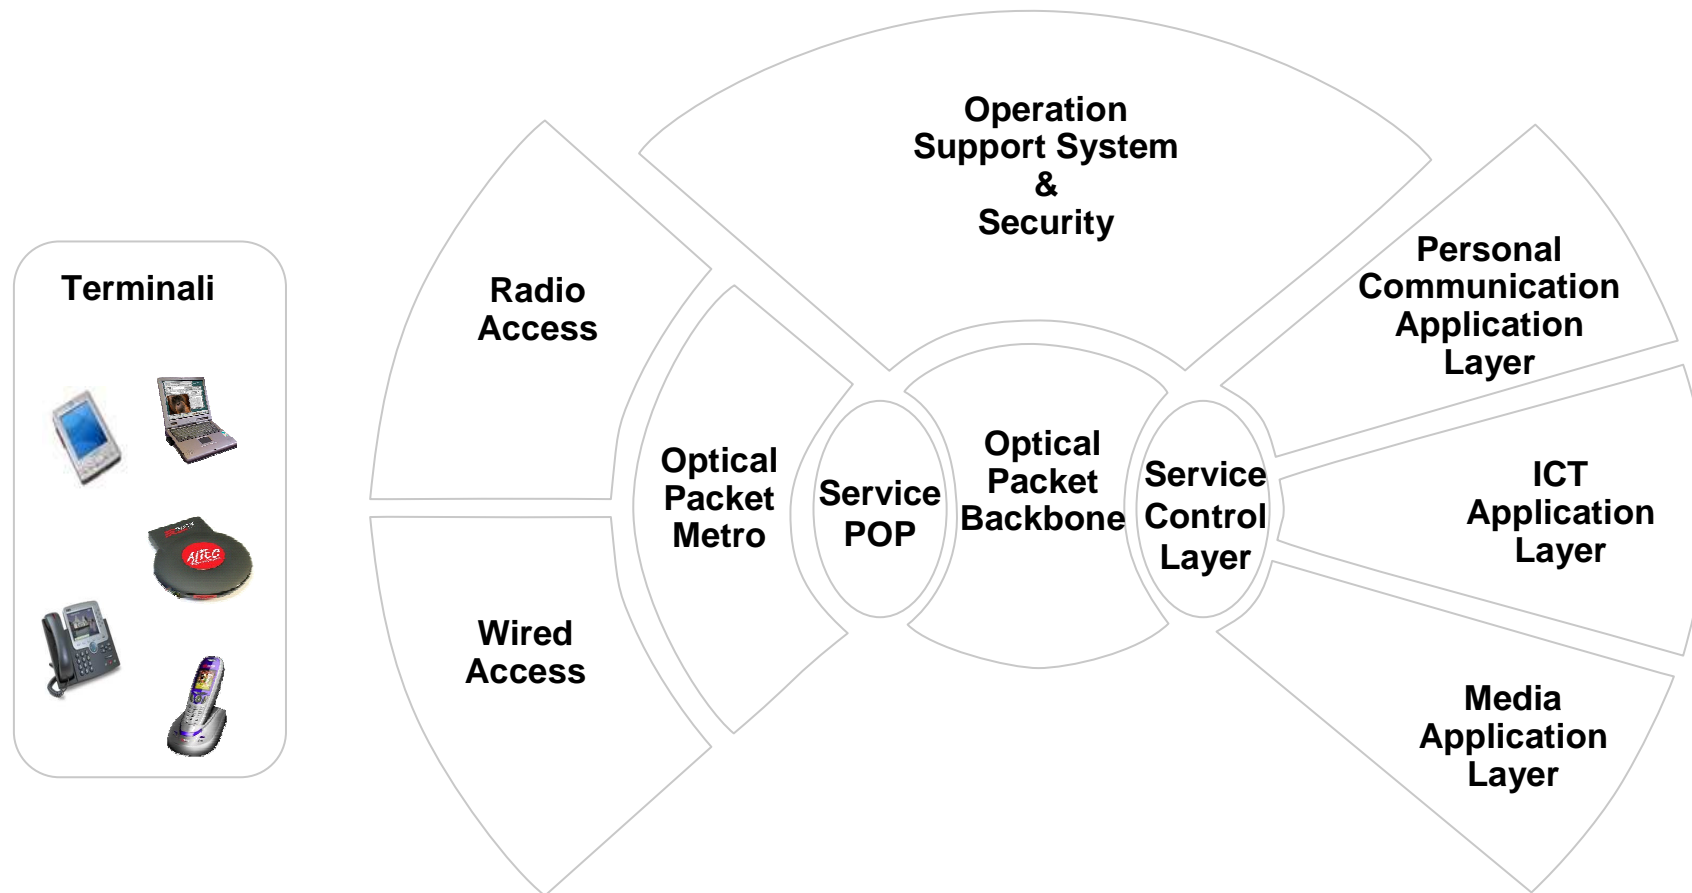 Terminali
Radio
Access
Wired
Access
Optical
Packet
Metro
Service
POP
Optical
Packet
Backbone
Service
Control
Layer
Operation
Support System
&
Security
Personal
Communication
Application
Layer
ICT
Application
Layer
Media
Application
Layer